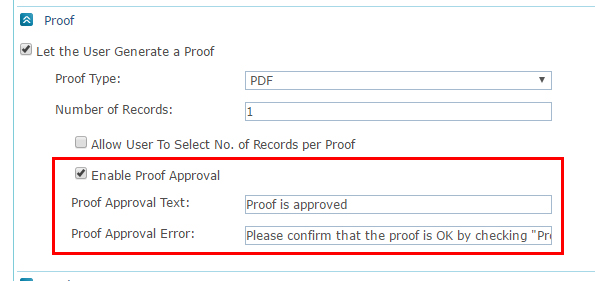 Proof
Let the User Generate a Proof
Proof Type: PDF
Number of Records: 1
Allow User To Select No. of Records per Proof
Enable Proof Approval
Proof Approval Text: Proof is approved
Proof Approval Error: Please confirm that the proof is OK by checking "Pro